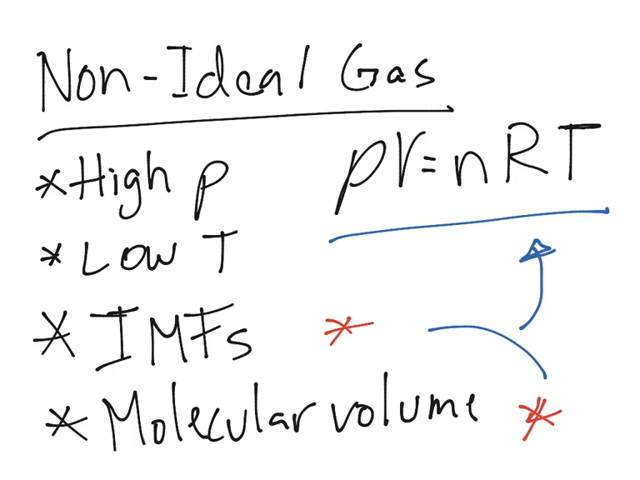 Non-Ideal Gas
*High p
pV=nRT
*Low T
*IMFs *
*Molecular volume *